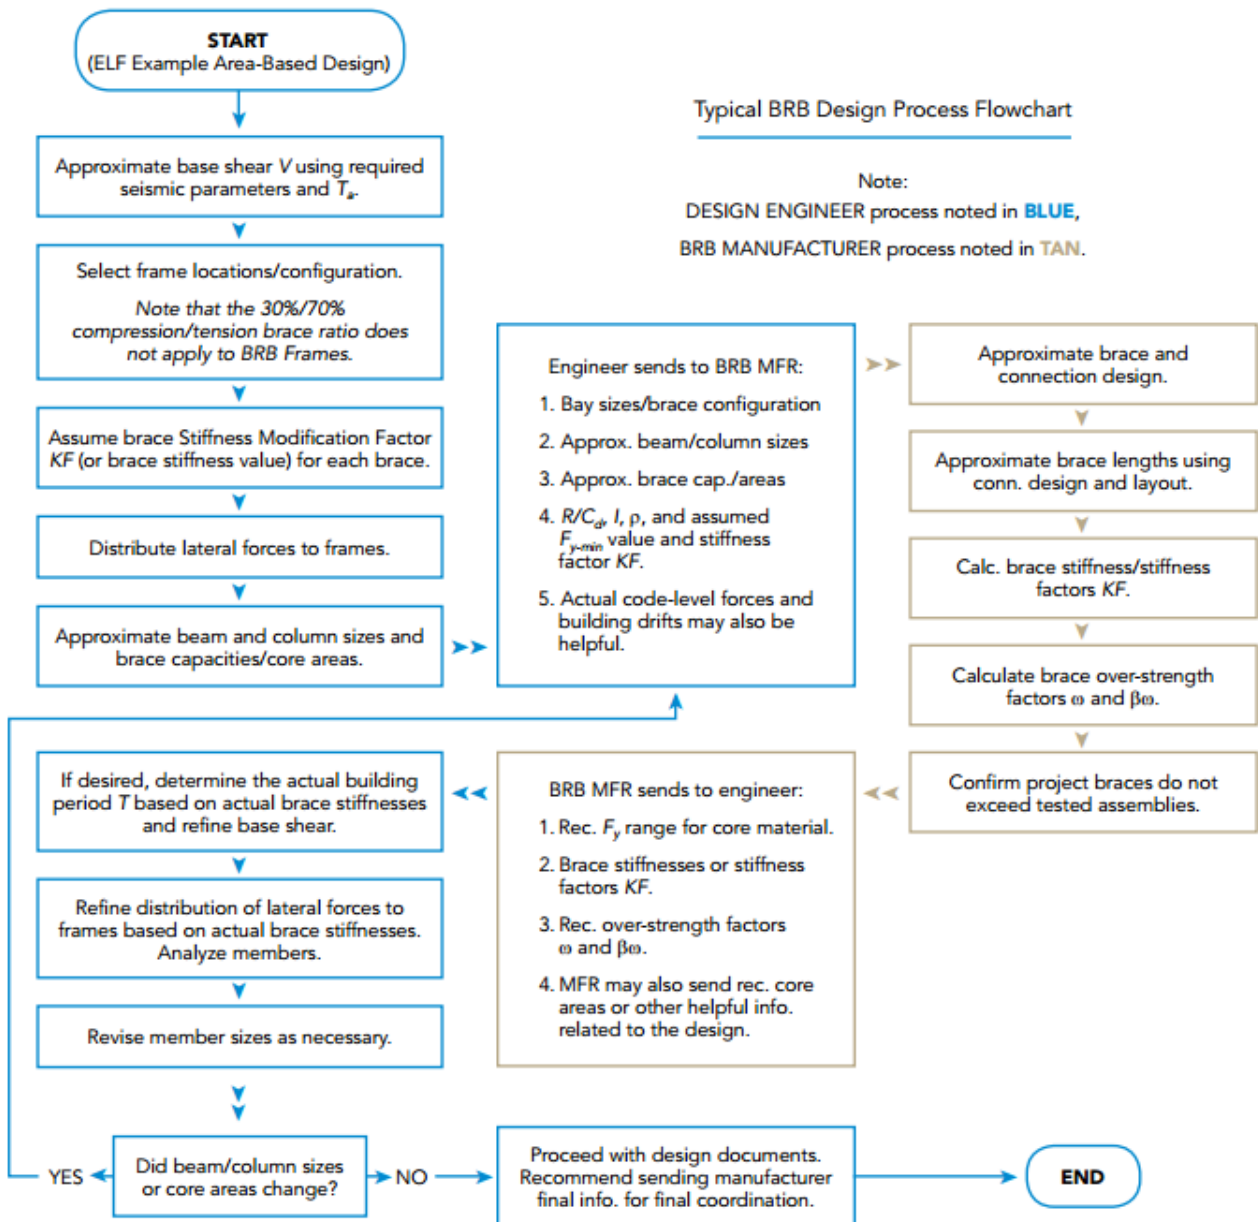 START
(ELF Example Area-Based Design)
Typical BRB Design Process Flowchart
Note:
DESIGN ENGINEER process noted in BLUE,
BRB MANUFACTURER process noted in TAN.
Approximate base shear V using required
seismic parameters and Ta.
Select frame locations/configuration.
Note that the 30%/70%
compression/tension brace ratio does
not apply to BRB Frames.
Assume brace Stiffness Modification Factor
KF (or brace stiffness value) for each brace.
Distribute lateral forces to frames.
Approximate beam and column sizes and
brace capacities/core areas.
Engineer sends to BRB MFR:
1. Bay sizes/brace configuration
2. Approx. beam/column sizes
3. Approx. brace cap./areas
4. R/Cd, I, ρ, and assumed
Fy-min value and stiffness
factor KF.
5. Actual code-level forces and
building drifts may also be
helpful.
Approximate brace and
connection design.
Approximate brace lengths using
conn. design and layout.
Calc. brace stiffness/stiffness
factors KF.
Calculate brace over-strength
factors ω and βω.
Confirm project braces do not
exceed tested assemblies.
BRB MFR sends to engineer:
1. Rec. Fy range for core material.
2. Brace stiffnesses or stiffness
factors KF.
3. Rec. over-strength factors
ω and βω.
4. MFR may also send rec. core
areas or other helpful info.
related to the design.
If desired, determine the actual building
period T based on actual brace stiffnesses
and refine base shear.
Refine distribution of lateral forces to
frames based on actual brace stiffnesses.
Analyze members.
Revise member sizes as necessary.
Did beam/column sizes
or core areas change?
YES
NO
Proceed with design documents.
Recommend sending manufacturer
final info. for final coordination.
END